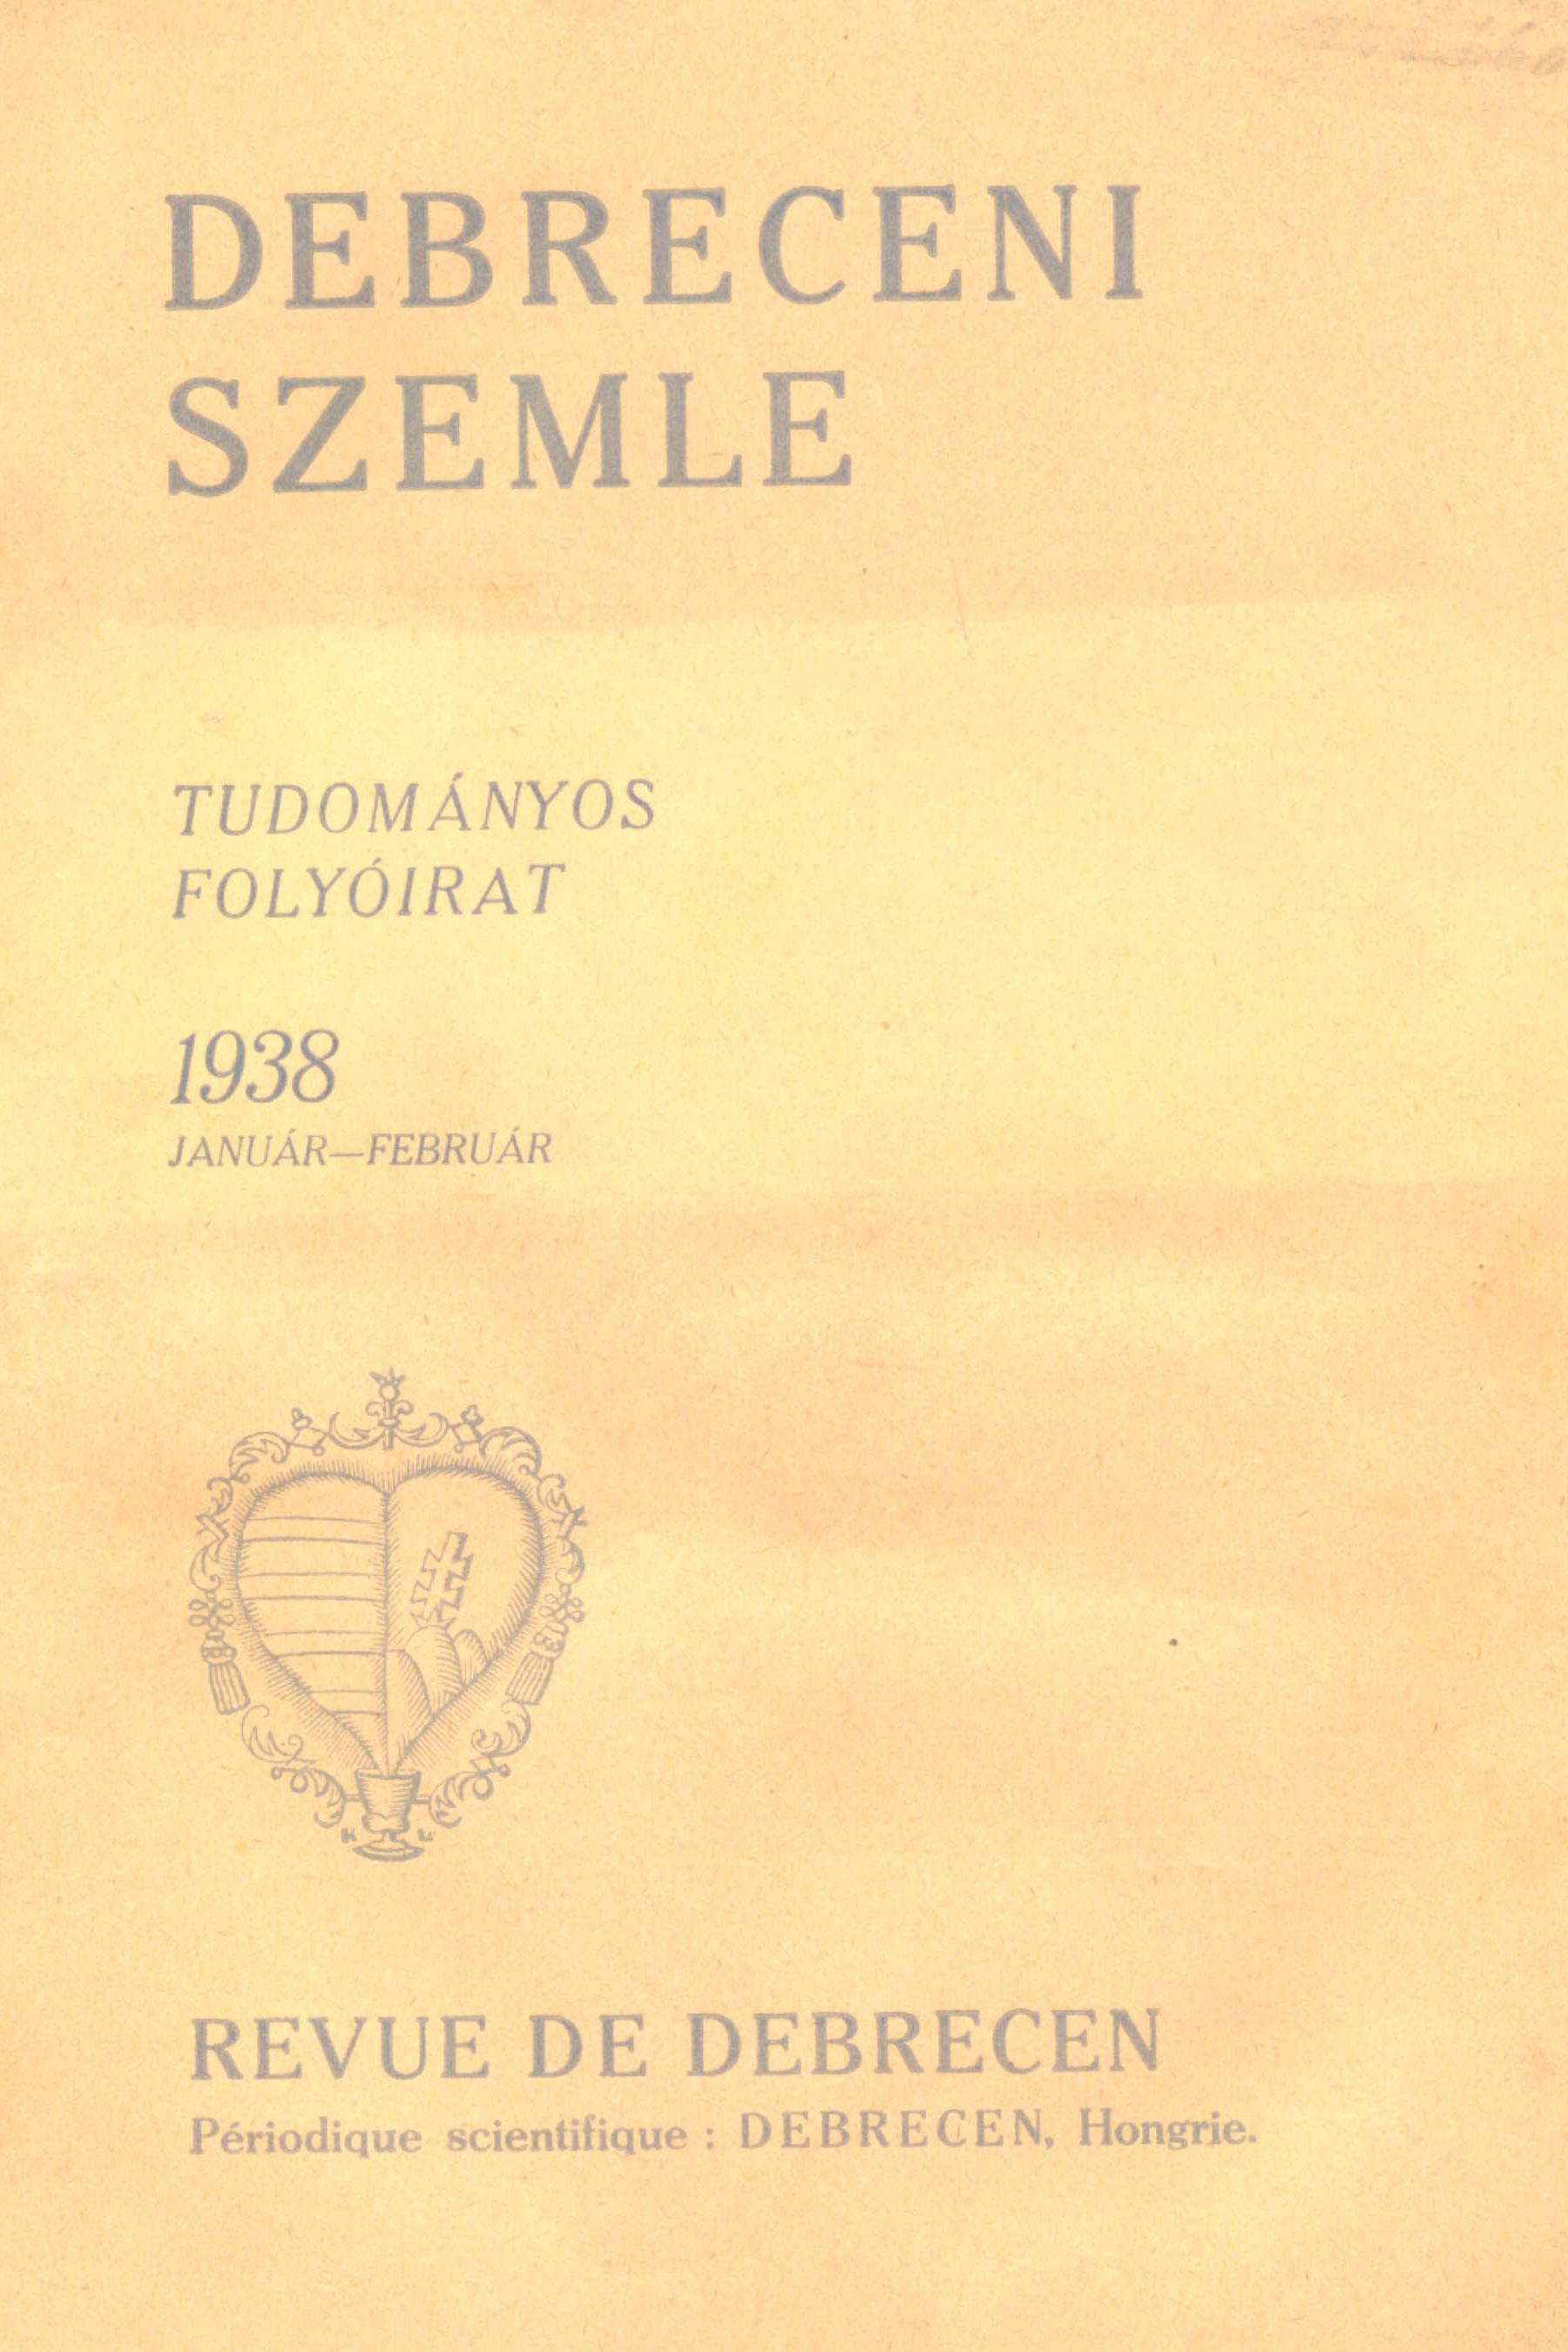 DEBRECENI
SZEMLE
TUDOMÁNYOS
FOLYÓIRAT
1938
JANUÁR—FEBRUÁR
REVUE DE DEBRECEN
Périodique scientifique : DEBRECEN, Hongrie.